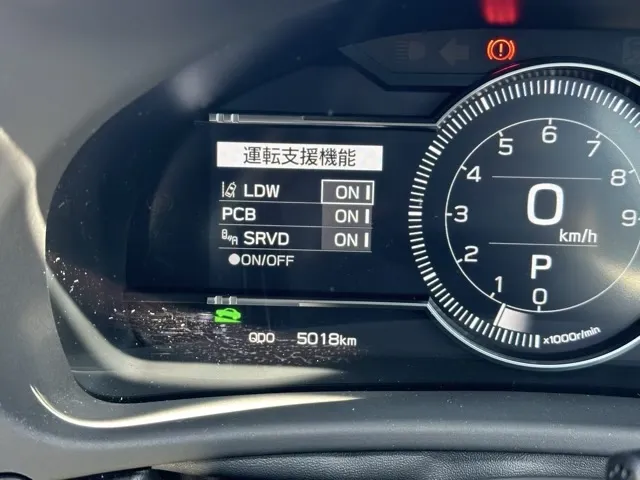 運転支援機能
LDW ON
PCB ON
SRVD ON
●ON/OFF
ODO 5018km
0
km/h
P
0
1
2
3
4
5
6
7
8
9
x1000r/min